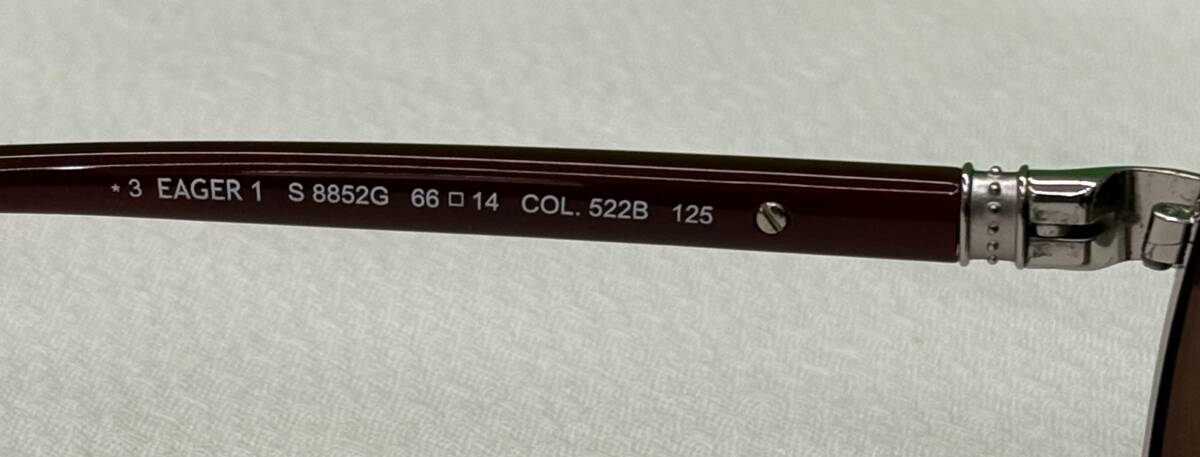 * 3 EAGER 1 S 8852G 66 □ 14 COL. 522B 125